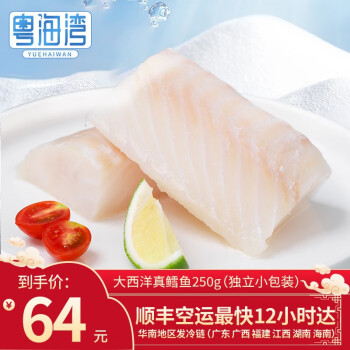 粤海湾
YUEHAIWAN
大西洋真鳕鱼250g(独立小包装)
到手价:
¥64元
顺丰空运最快12小时达
华南地区发冷链(广东 广西 福建 江西 湖南 海南)